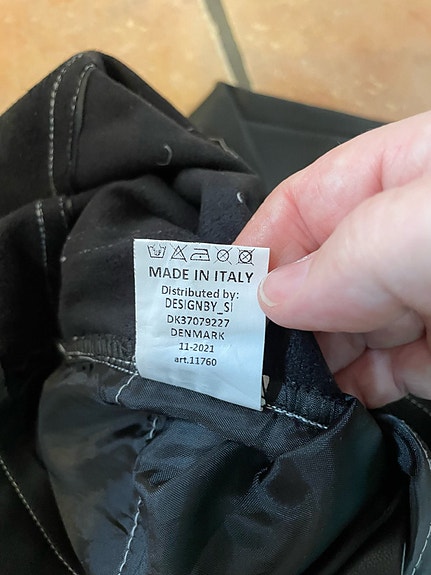 MADE IN ITALY
Distributed by:
DESIGNBY_SI
DK37079227
DENMARK
11-2021
art.11760